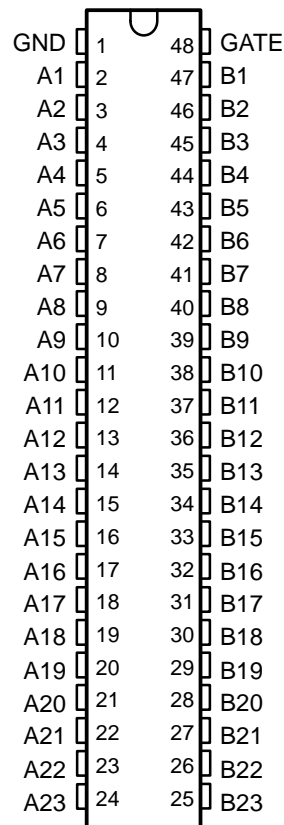 GND 1 48 GATE
A1 2 47 B1
A2 3 46 B2
A3 4 45 B3
A4 5 44 B4
A5 6 43 B5
A6 7 42 B6
A7 8 41 B7
A8 9 40 B8
A9 10 39 B9
A10 11 38 B10
A11 12 37 B11
A12 13 36 B12
A13 14 35 B13
A14 15 34 B14
A15 16 33 B15
A16 17 32 B16
A17 18 31 B17
A18 19 30 B18
A19 20 29 B19
A20 21 28 B20
A21 22 27 B21
A22 23 26 B22
A23 24 25 B23